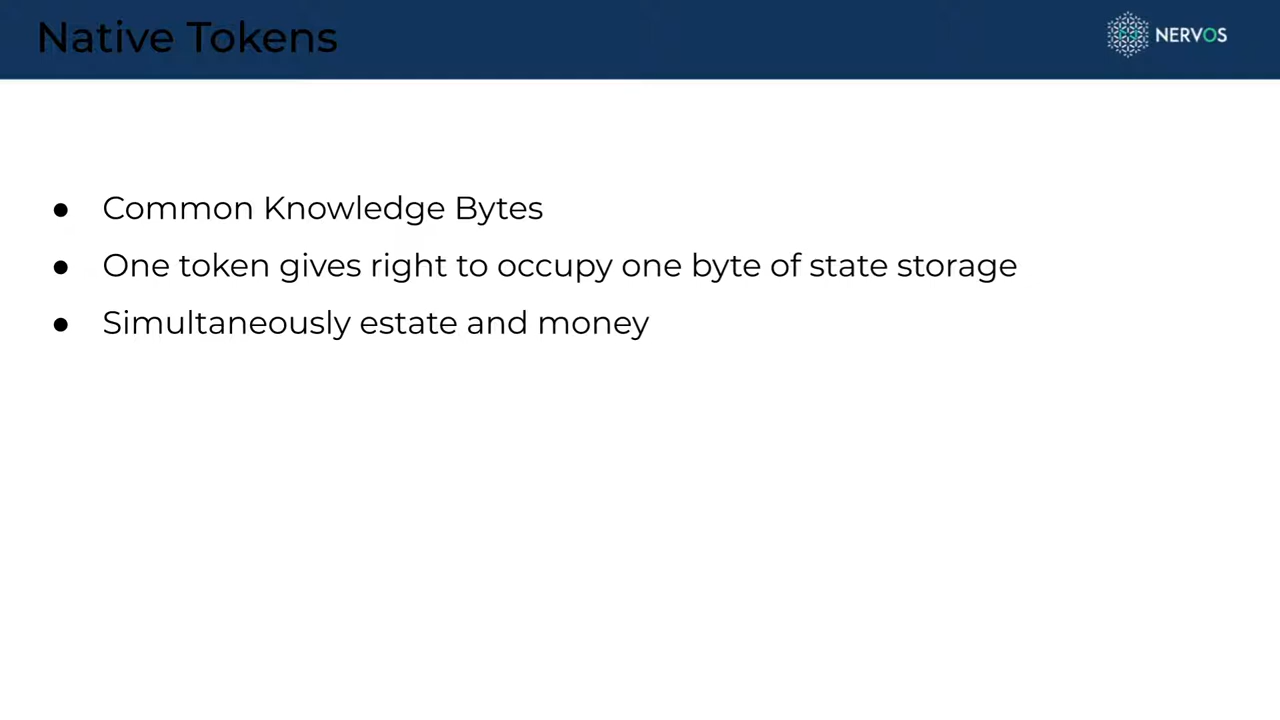 Native Tokens
NERVOS
● Common Knowledge Bytes
● One token gives right to occupy one byte of state storage
● Simultaneously estate and money